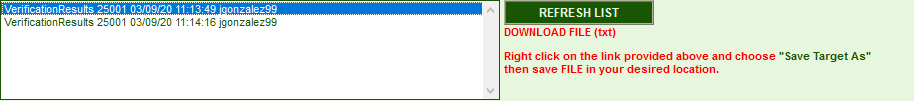 VerificationResults 25001 03/09/20 11:13:49 jgonzalez99
VerificationResults 25001 03/09/20 11:14:16 jgonzalez99
REFRESH LIST
DOWNLOAD FILE (txt)
Right click on the link provided above and choose "Save Target As"
then save FILE in your desired location.